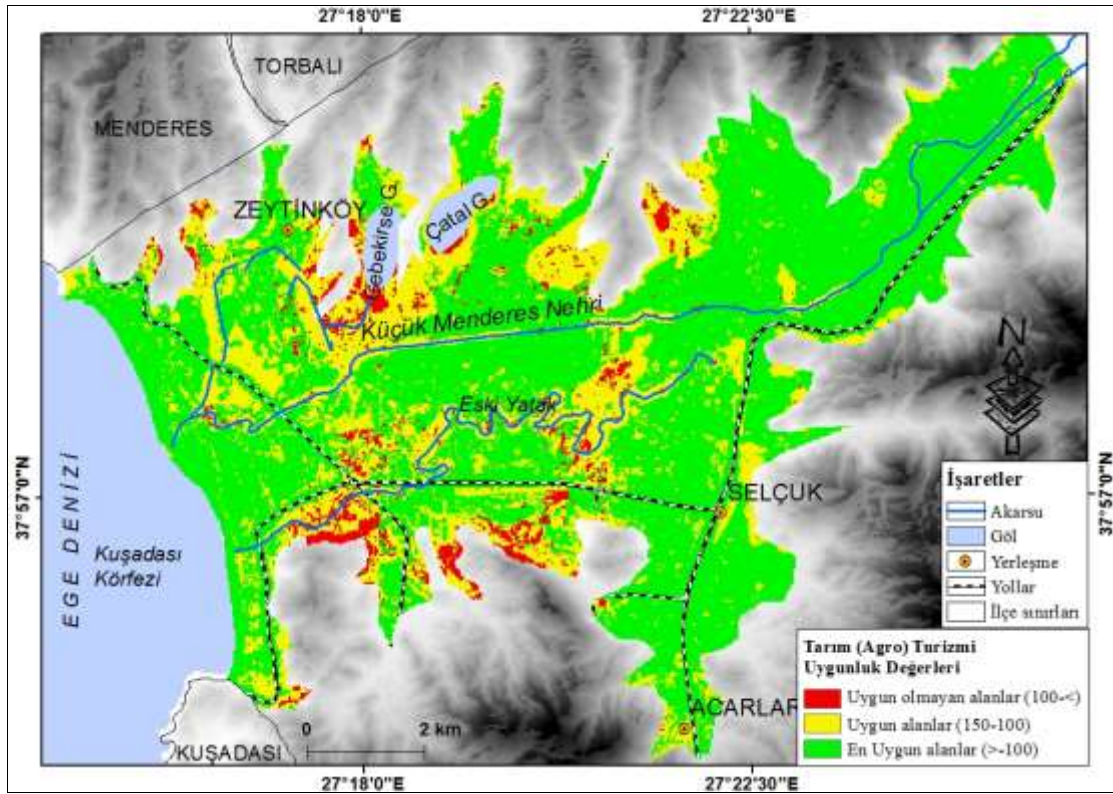 27°18'0"E
27°22'30"E
TORBALI
MENDERES
ZEYTİNKÖY
Gebekirse G.
Çatal G.
Küçük Menderes Nehri
Eski Yatak
N
37°57'0"N
37°57'0"N
EGE DENİZİ
Kuşadası
Körfezi
SELÇUK
İşaretler
Akarsu
Göl
Yerleşme
Yollar
İlçe sınırları
Tarım (Agro) Turizmi
Uygunluk Değerleri
Uygun olmayan alanlar (100-<)
Uygun alanlar (150-100)
En Uygun alanlar (>-100)
ACARLAR
0
2 km
KUŞADASI
27°18'0"E
27°22'30"E